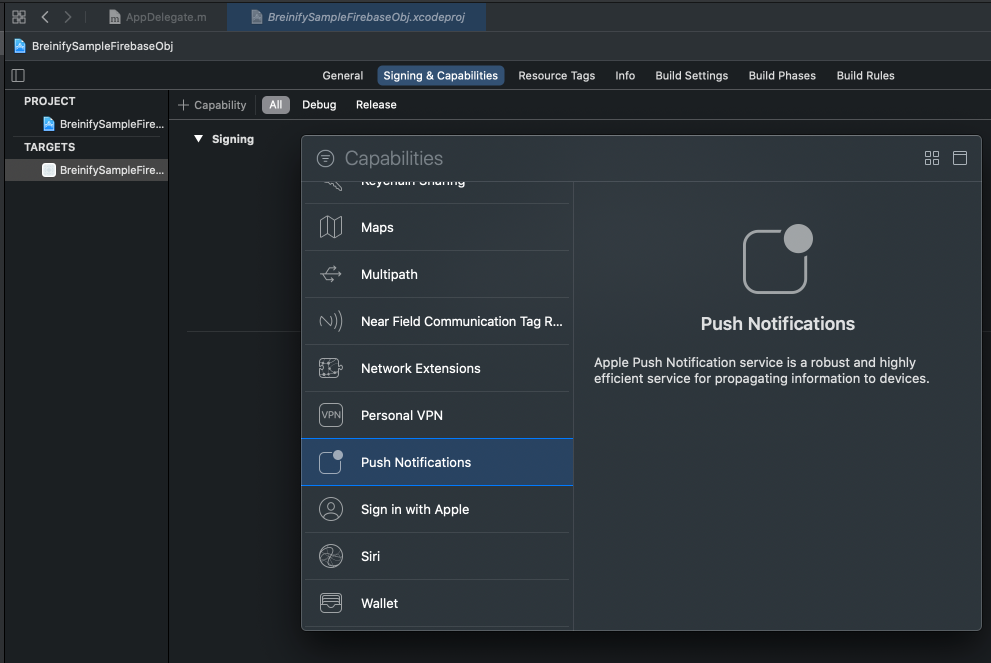 AppDelegate.m
BreinifySampleFirebaseObj.xcodeproj
BreinifySampleFirebaseObj
General Signing & Capabilities Resource Tags Info Build Settings Build Phases Build Rules
PROJECT
BreinifySampleFire...
TARGETS
BreinifySampleFire...
+ Capability All Debug Release
Signing
Capabilities
Keychain Sharing
Maps
Multipath
Near Field Communication Tag R...
Network Extensions
VPN Personal VPN
Push Notifications
Sign in with Apple
Siri
Wallet
Push Notifications
Apple Push Notification service is a robust and highly
efficient service for propagating information to devices.